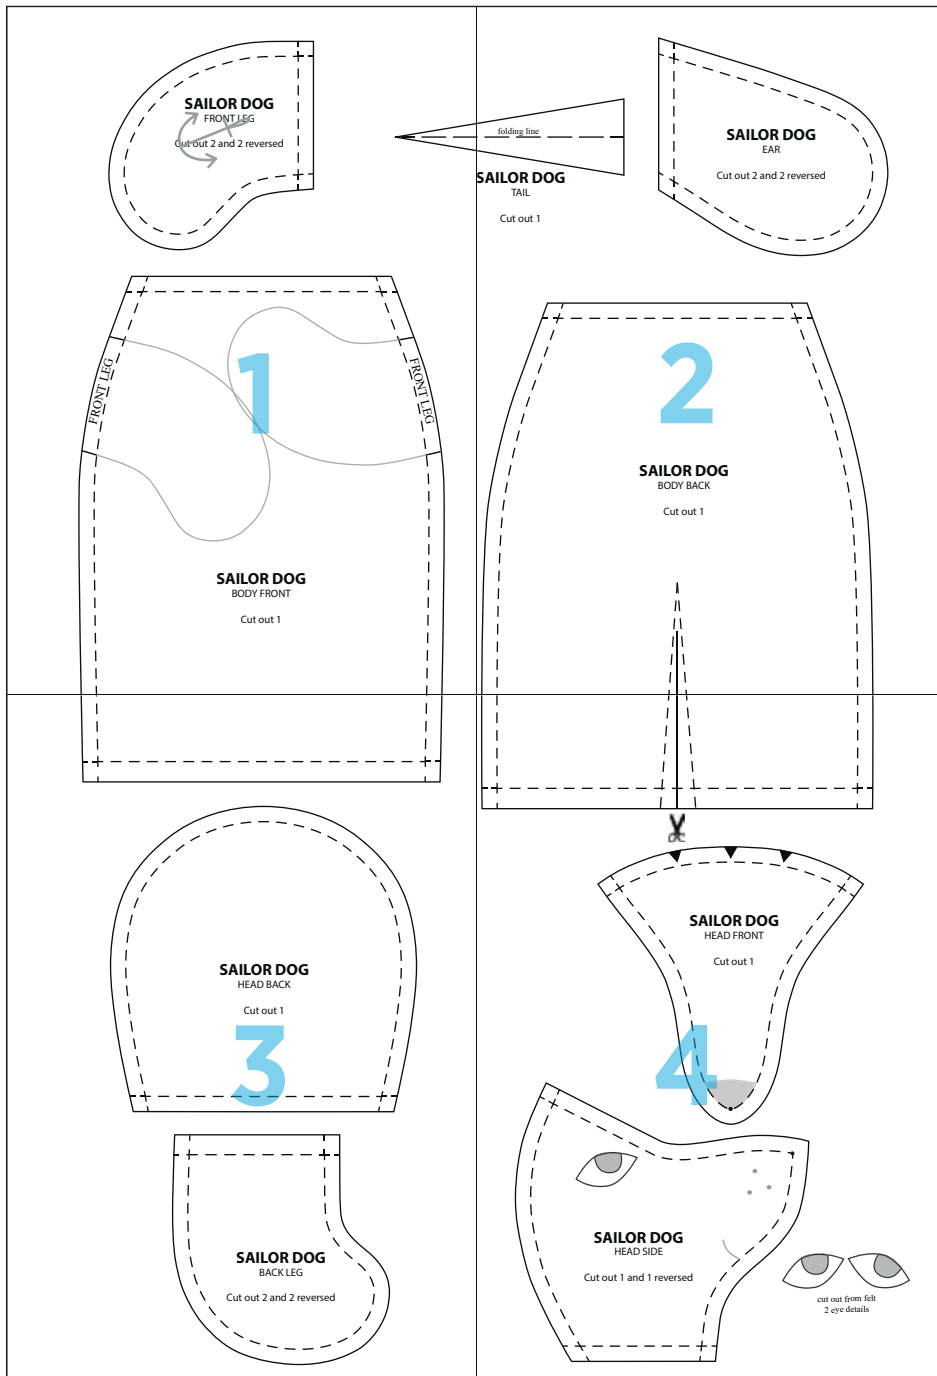 SAILOR DOG
FRONT LEG
Cut out 2 and 2 reversed
folding line
SAILOR DOG
TAIL
Cut out 1
SAILOR DOG
EAR
Cut out 2 and 2 reversed
1
FRONT LEG
FRONT LEG
SAILOR DOG
BODY FRONT
Cut out 1
2
SAILOR DOG
BODY BACK
Cut out 1
SAILOR DOG
HEAD BACK
Cut out 1
3
SAILOR DOG
HEAD FRONT
Cut out 1
4
SAILOR DOG
BACK LEG
Cut out 2 and 2 reversed
SAILOR DOG
HEAD SIDE
Cut out 1 and 1 reversed
cut out from felt
2 eye details